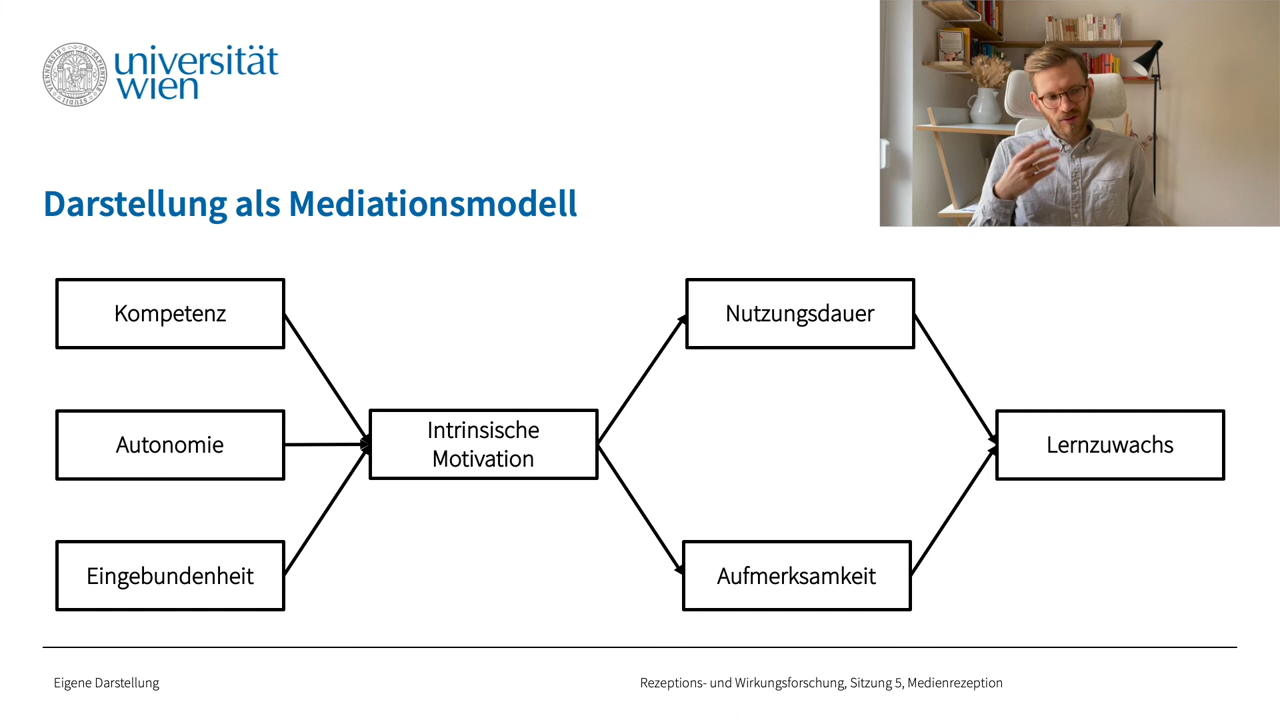 universität
wien
Darstellung als Mediationsmodell
Kompetenz
Nutzungsdauer
Autonomie
Intrinsische
Motivation
Lernzuwachs
Eingebundenheit
Aufmerksamkeit
Eigene Darstellung
Rezeptions- und Wirkungsforschung, Sitzung 5, Medienrezeption